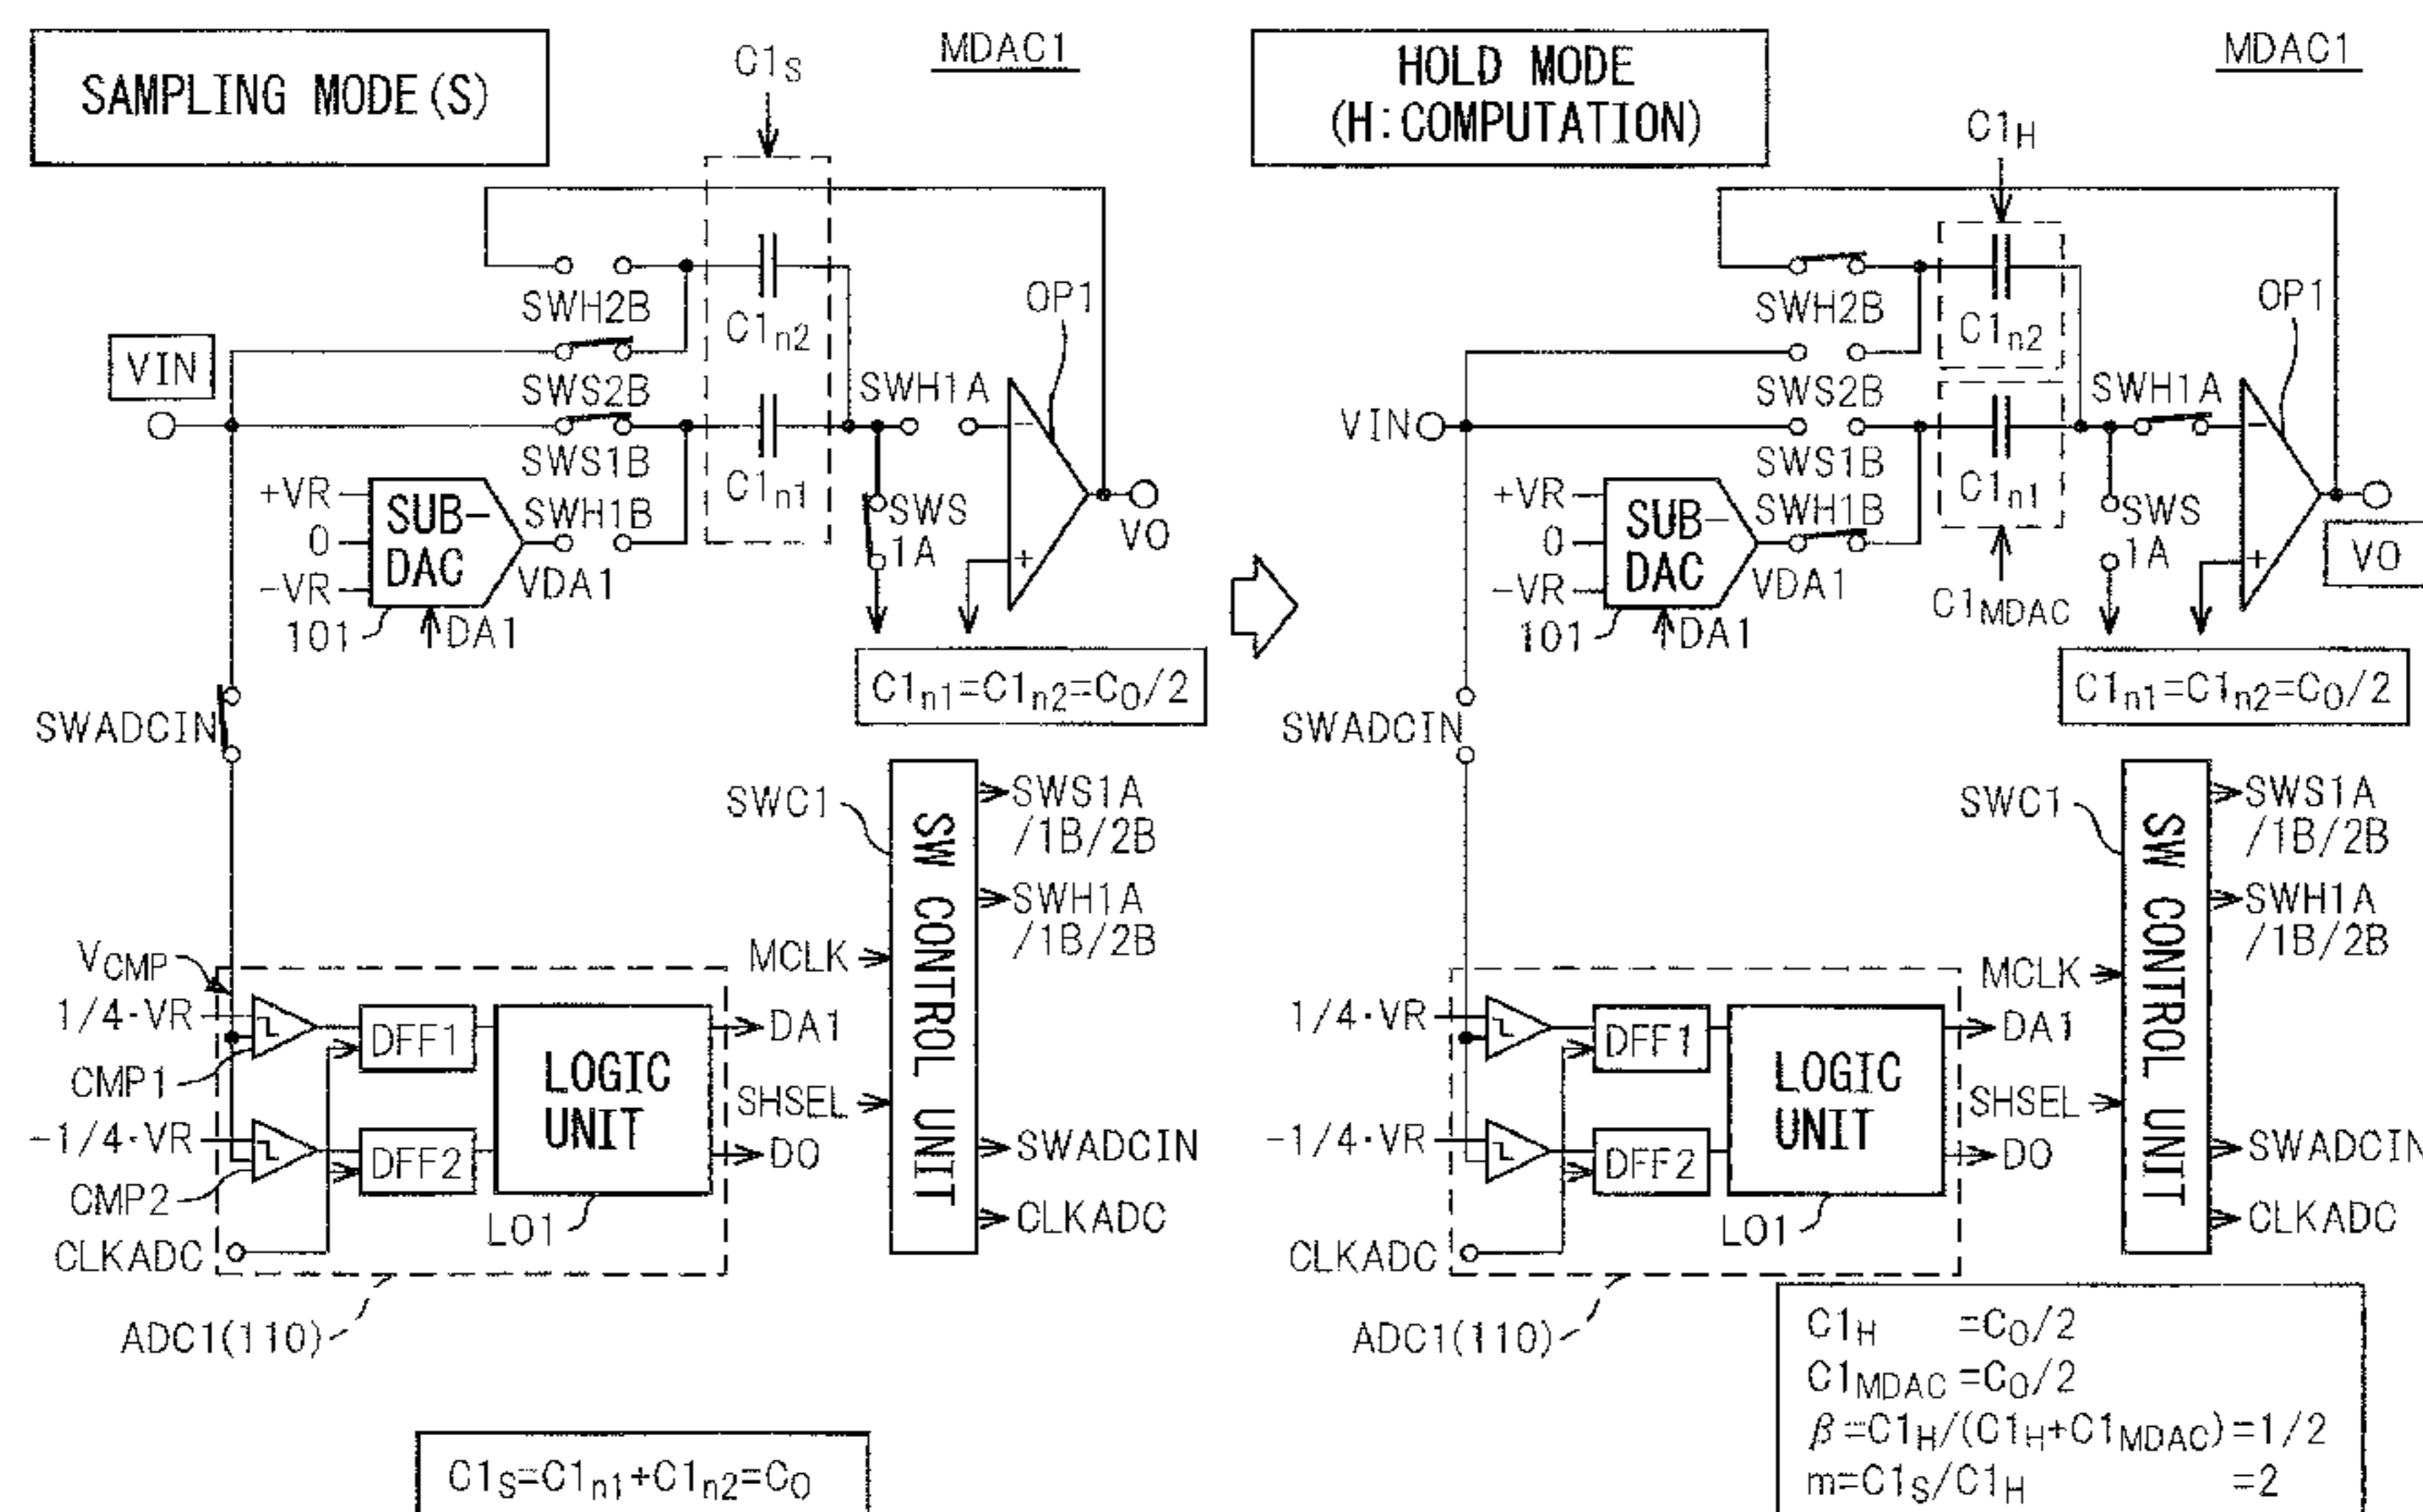 SAMPLING MODE(S)
MDAC1
C1S
SWH2B
C1n2
OP1
VIN
SWS2B
SWH1A
SWS1B
C1n1
+VR
0
-VR
SUB-
DAC
SWH1B
VDA1
SWS
1A
-
+
VO
101
DA1
C1n1=C1n2=C0/2
SWADCIN
SWC1
SW CONTROL UNIT
SWS1A
/1B/2B
SWH1A
/1B/2B
MCLK
SHSEL
SWADCIN
CLKADC
VCMP
1/4·VR
CMP1
-1/4·VR
CMP2
CLKADC
DFF1
DFF2
LOGIC
UNIT
LO1
DA1
DO
ADC1(110)
C1S=C1n1+C1n2=C0
HOLD MODE
(H:COMPUTATION)
MDAC1
C1H
SWH2B
C1n2
OP1
SWS2B
SWH1A
VIN
SWS1B
C1n1
+VR
0
-VR
SUB-
DAC
SWH1B
VDA1
SWS
1A
-
+
VO
C1MDAC
101
DA1
C1n1=C1n2=C0/2
SWADCIN
SWC1
SW CONTROL UNIT
SWS1A
/1B/2B
SWH1A
/1B/2B
MCLK
SHSEL
SWADCIN
CLKADC
1/4·VR
-1/4·VR
CLKADC
DFF1
DFF2
LOGIC
UNIT
LO1
DA1
DO
ADC1(110)
C1H =C0/2
C1MDAC =C0/2
β=C1H/(C1H+C1MDAC)=1/2
m=C1S/C1H =2